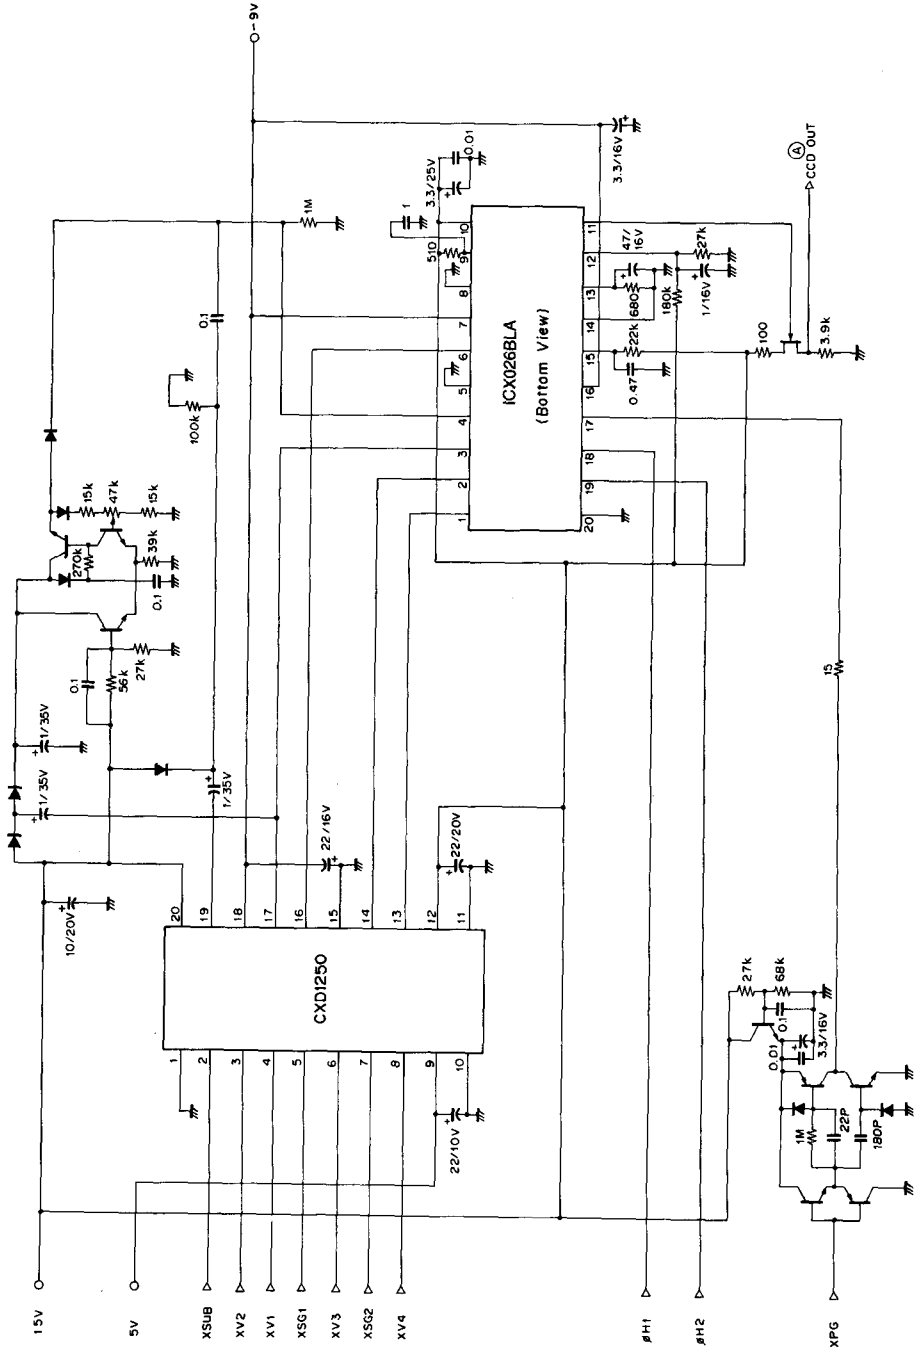 -9V
15V
5V
XSUB
XV2
XV1
XSG1
XV3
XSG2
XV4
ØH1
ØH2
XPG
10/20V
1/35V
1/35V
0.1
56k
27k
0.1
270k
39k
15k
47k
15k
100k
0.1
1M
1/35V
22/16V
22/20V
22/10V
CXD1250
1
2
3
4
5
6
7
8
9
10
20
19
18
17
16
15
14
13
12
11
ICX026BLA
(Bottom View)
1
2
3
4
5
6
7
8
9
10
20
19
18
17
16
15
14
13
12
11
510
1
3.3/25V
0.01
3.3/16V
0.47
22k
680
47/
16V
180k
1/16V
27k
100
3.9k
A
CCD OUT
15
27k
68k
0.1
0.01
3.3/16V
1M
22P
180P